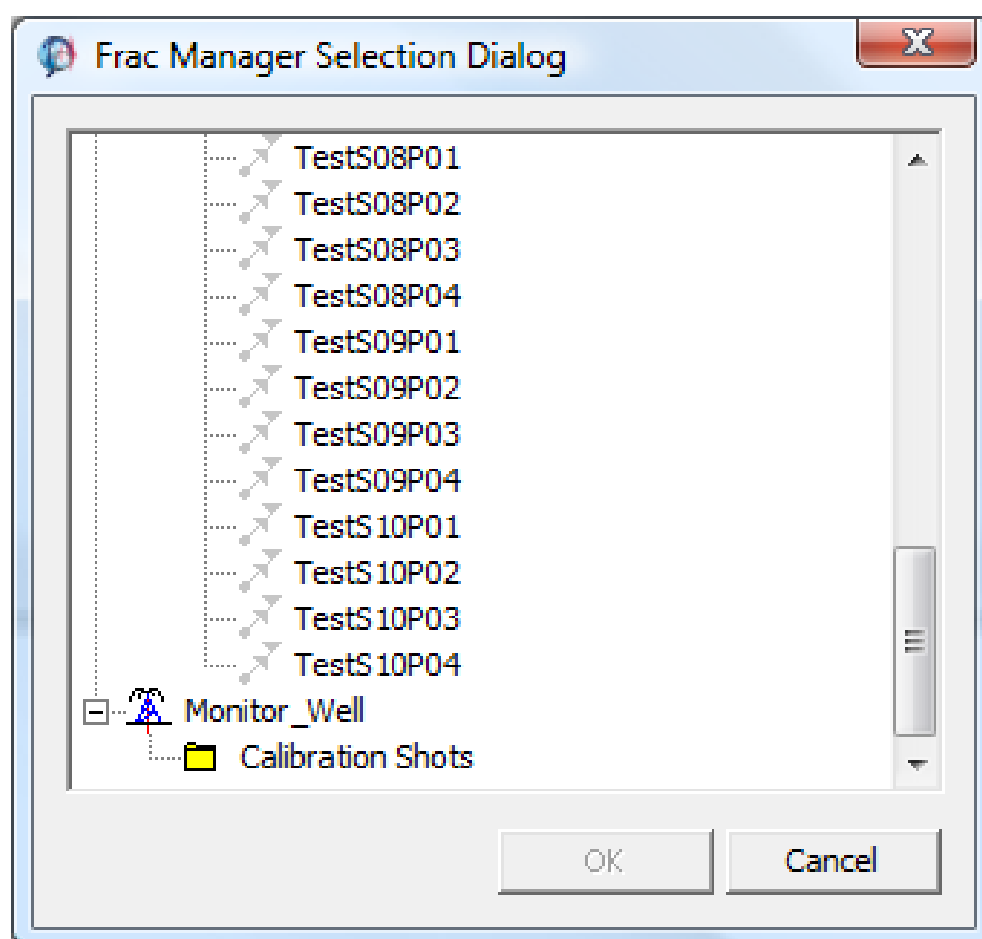 Frac Manager Selection Dialog
TestS08P01
TestS08P02
TestS08P03
TestS08P04
TestS09P01
TestS09P02
TestS09P03
TestS09P04
TestS10P01
TestS10P02
TestS10P03
TestS10P04
Monitor_Well
Calibration Shots
OK Cancel